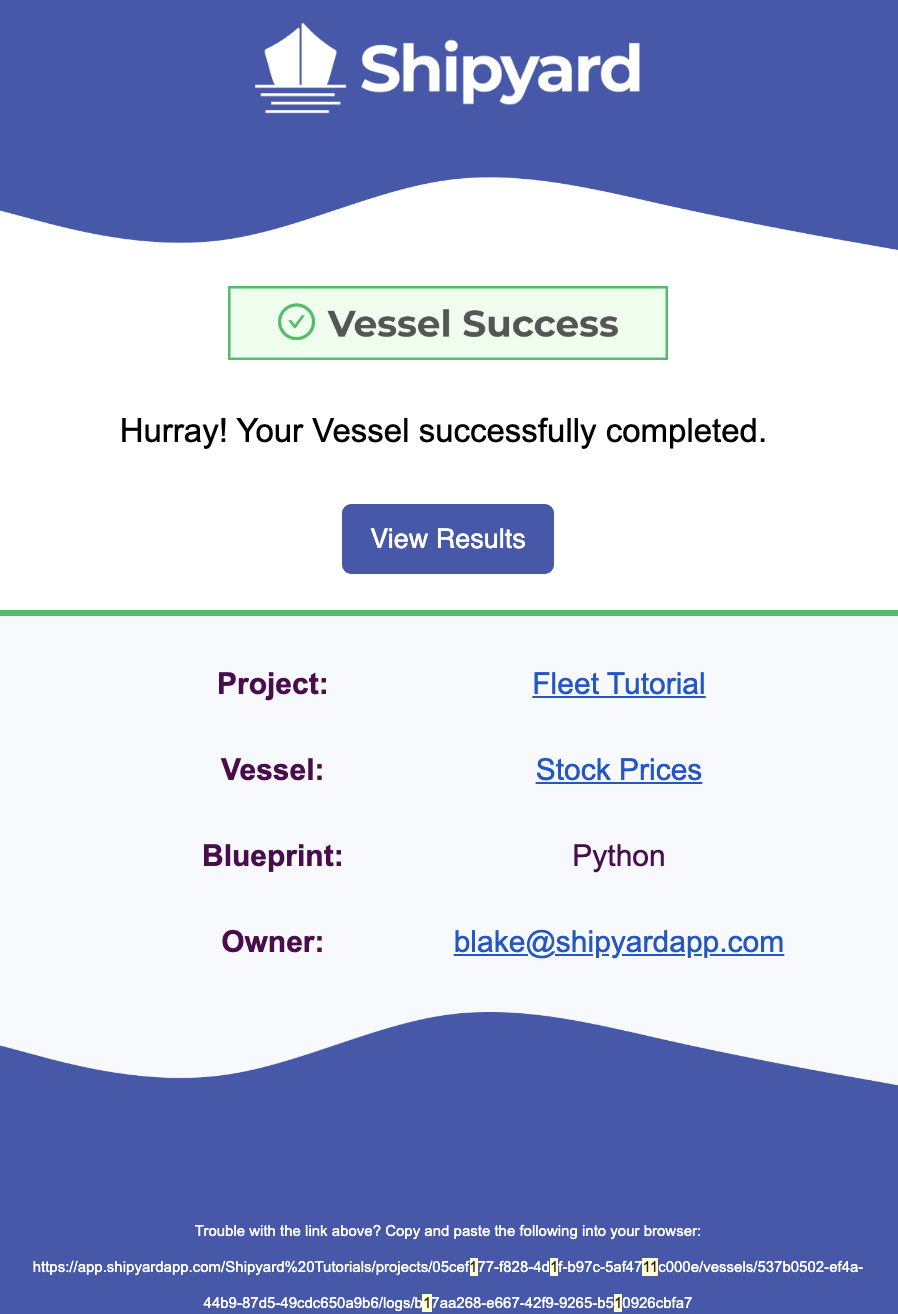 Shipyard
Vessel Success
Hurray! Your Vessel successfully completed.
View Results
Project: Fleet Tutorial
Vessel: Stock Prices
Blueprint: Python
Owner: blake@shipyardapp.com
Trouble with the link above? Copy and paste the following into your browser:
https://app.shipyardapp.com/Shipyard%20Tutorials/projects/05cef177-f828-4d1f-b97c-5af4711c000e/vessels/537b0502-ef4a-
44b9-87d5-49cdc650a9b6/logs/b17aa268-e667-42f9-9265-b510926cbfa7